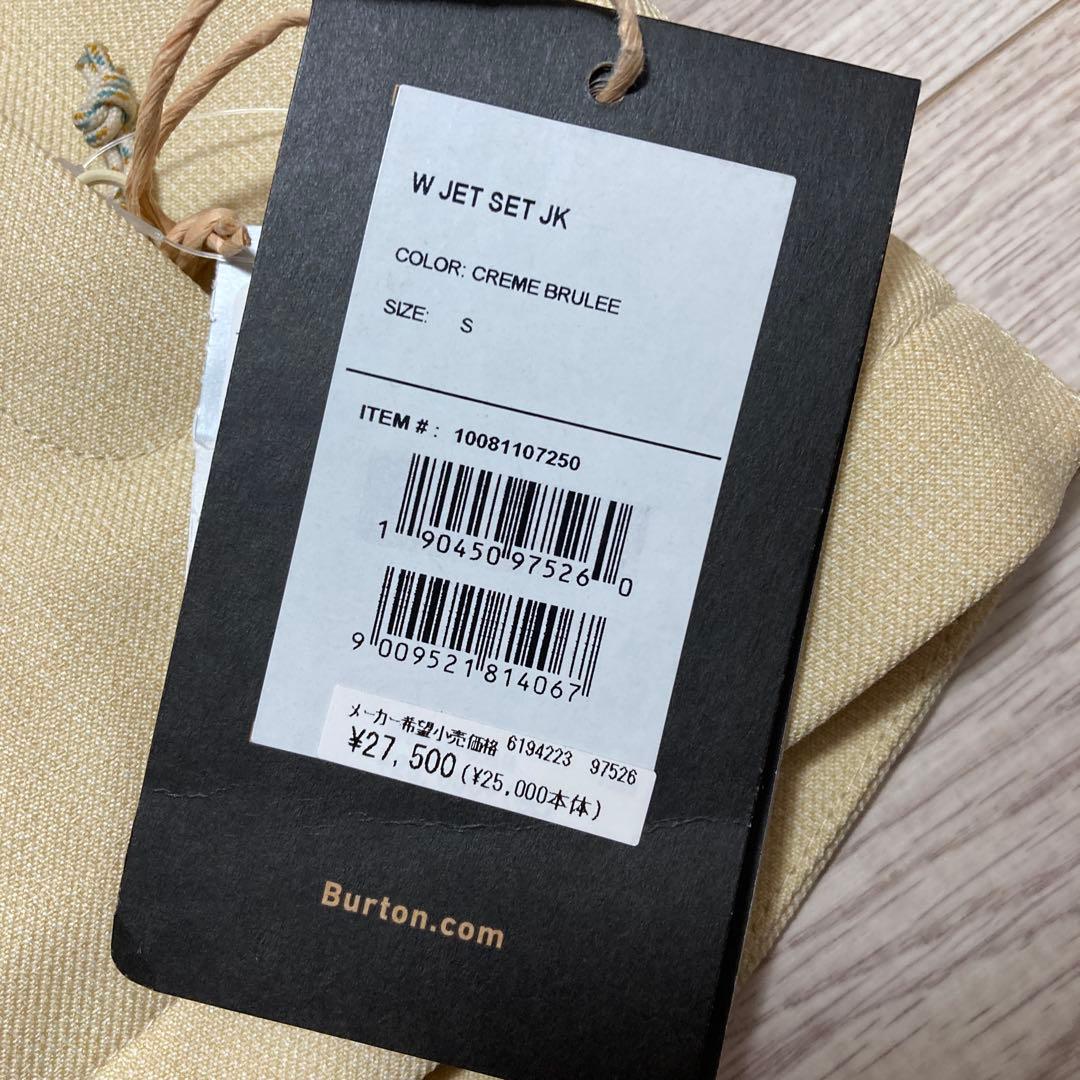 W JET SET JK
COLOR: CREME BRULEE
SIZE: S
ITEM # : 10081107250
1 90450 97526 0
9 009521 814067
メーカー希望小売価格 6194223 97526
¥27,500(¥25,000本体)
Burton.com